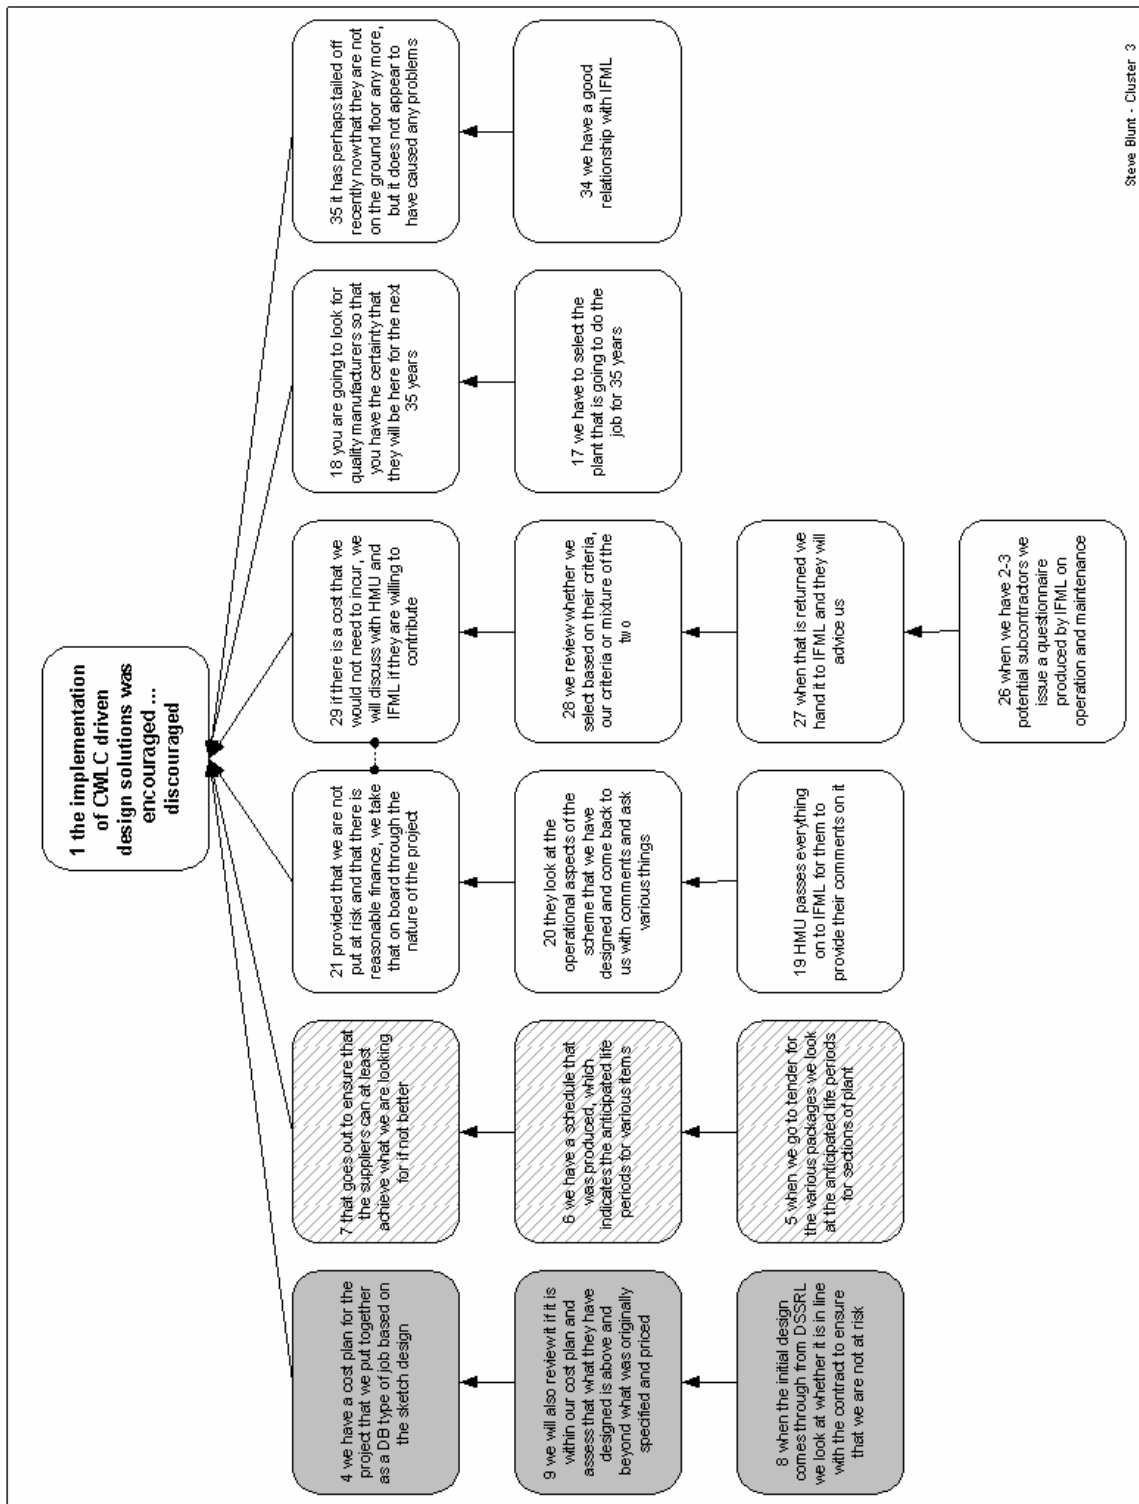 1 the implementation
of CWLC driven
design solutions was
encouraged ...
discouraged
4 we have a cost plan for the
project that we put together
as a DB type of job based on
the sketch design
7 that goes out to ensure that
the suppliers can at least
achieve what we are looking
for if not better
21 provided that we are not
put at risk and that there is
reasonable finance, we take
that on board through the
nature of the project
29 if there is a cost that we
would not need to incur, we
will discuss with HMU and
IFML if they are willing to
contribute
18 you are going to look for
quality manufacturers so that
you have the certainty that
they will be here for the next
35 years
35 it has perhaps tailed off
recently now that they are not
on the ground floor any more,
but it does not appear to
have caused any problems
9 we will also review it if it is
within our cost plan and
assess that what they have
designed is above and
beyond what was originally
specified and priced
6 we have a schedule that
was produced, which
indicates the anticipated life
periods for various items
20 they look at the
operational aspects of the
scheme that we have
designed and come back to
us with comments and ask
various things
28 we review whether we
select based on their criteria,
our criteria or mixture of the
two
17 we have to select the
plant that is going to do the
job for 35 years
34 we have a good
relationship with IFML
8 when the initial design
comes through from DSSRL
we look at whether it is in line
with the contract to ensure
that we are not at risk
5 when we go to tender for
the various packages we look
at the anticipated life periods
for sections of plant
19 HMU passes everything
on to IFML for them to
provide their comments on it
27 when that is returned we
hand it to IFML and they will
advice us
26 when we have 2-3
potential subcontractors we
issue a questionnaire
produced by IFML on
operation and maintenance
Steve Blunt - Cluster 3